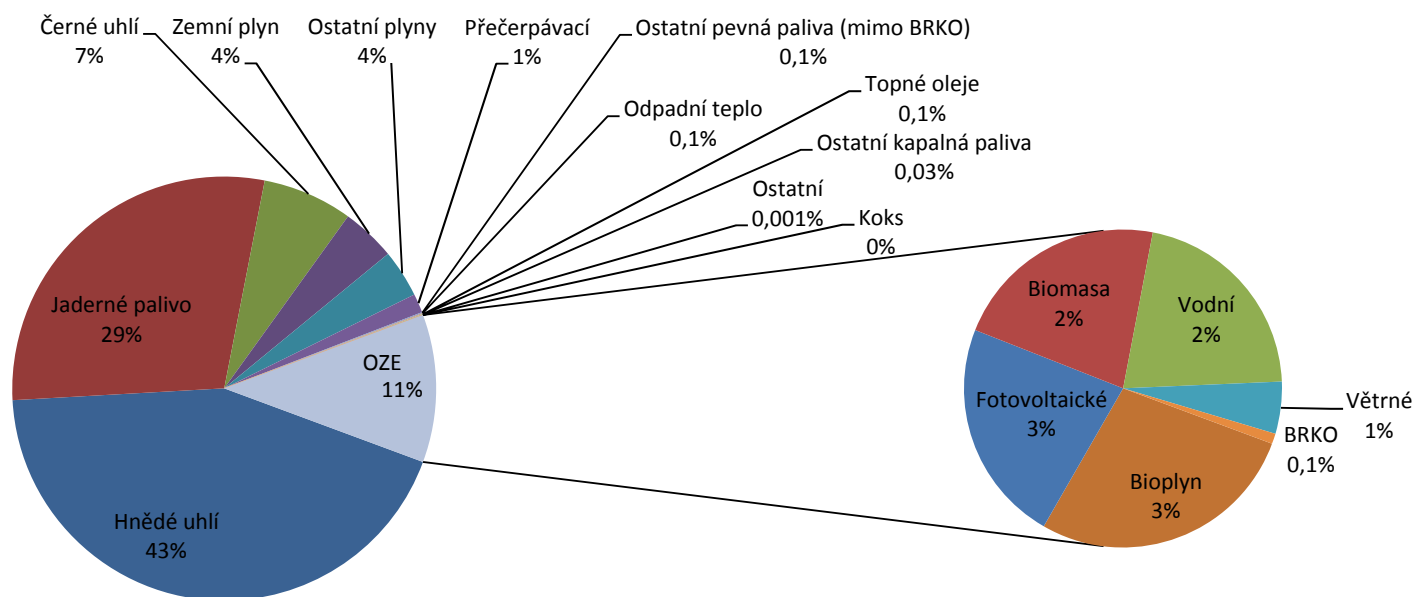 Černé uhlí
7%
Zemní plyn
4%
Ostatní plyny
4%
Přečerpávací
1%
Ostatní pevná paliva (mimo BRKO)
0,1%
Odpadní teplo
0,1%
Topné oleje
0,1%
Ostatní kapalná paliva
0,03%
Ostatní
0,001%
Koks
0%
Jaderné palivo
29%
OZE
11%
Hnědé uhlí
43%
Biomasa
2%
Vodní
2%
Fotovoltaické
3%
Větrné
1%
BRKO
0,1%
Bioplyn
3%